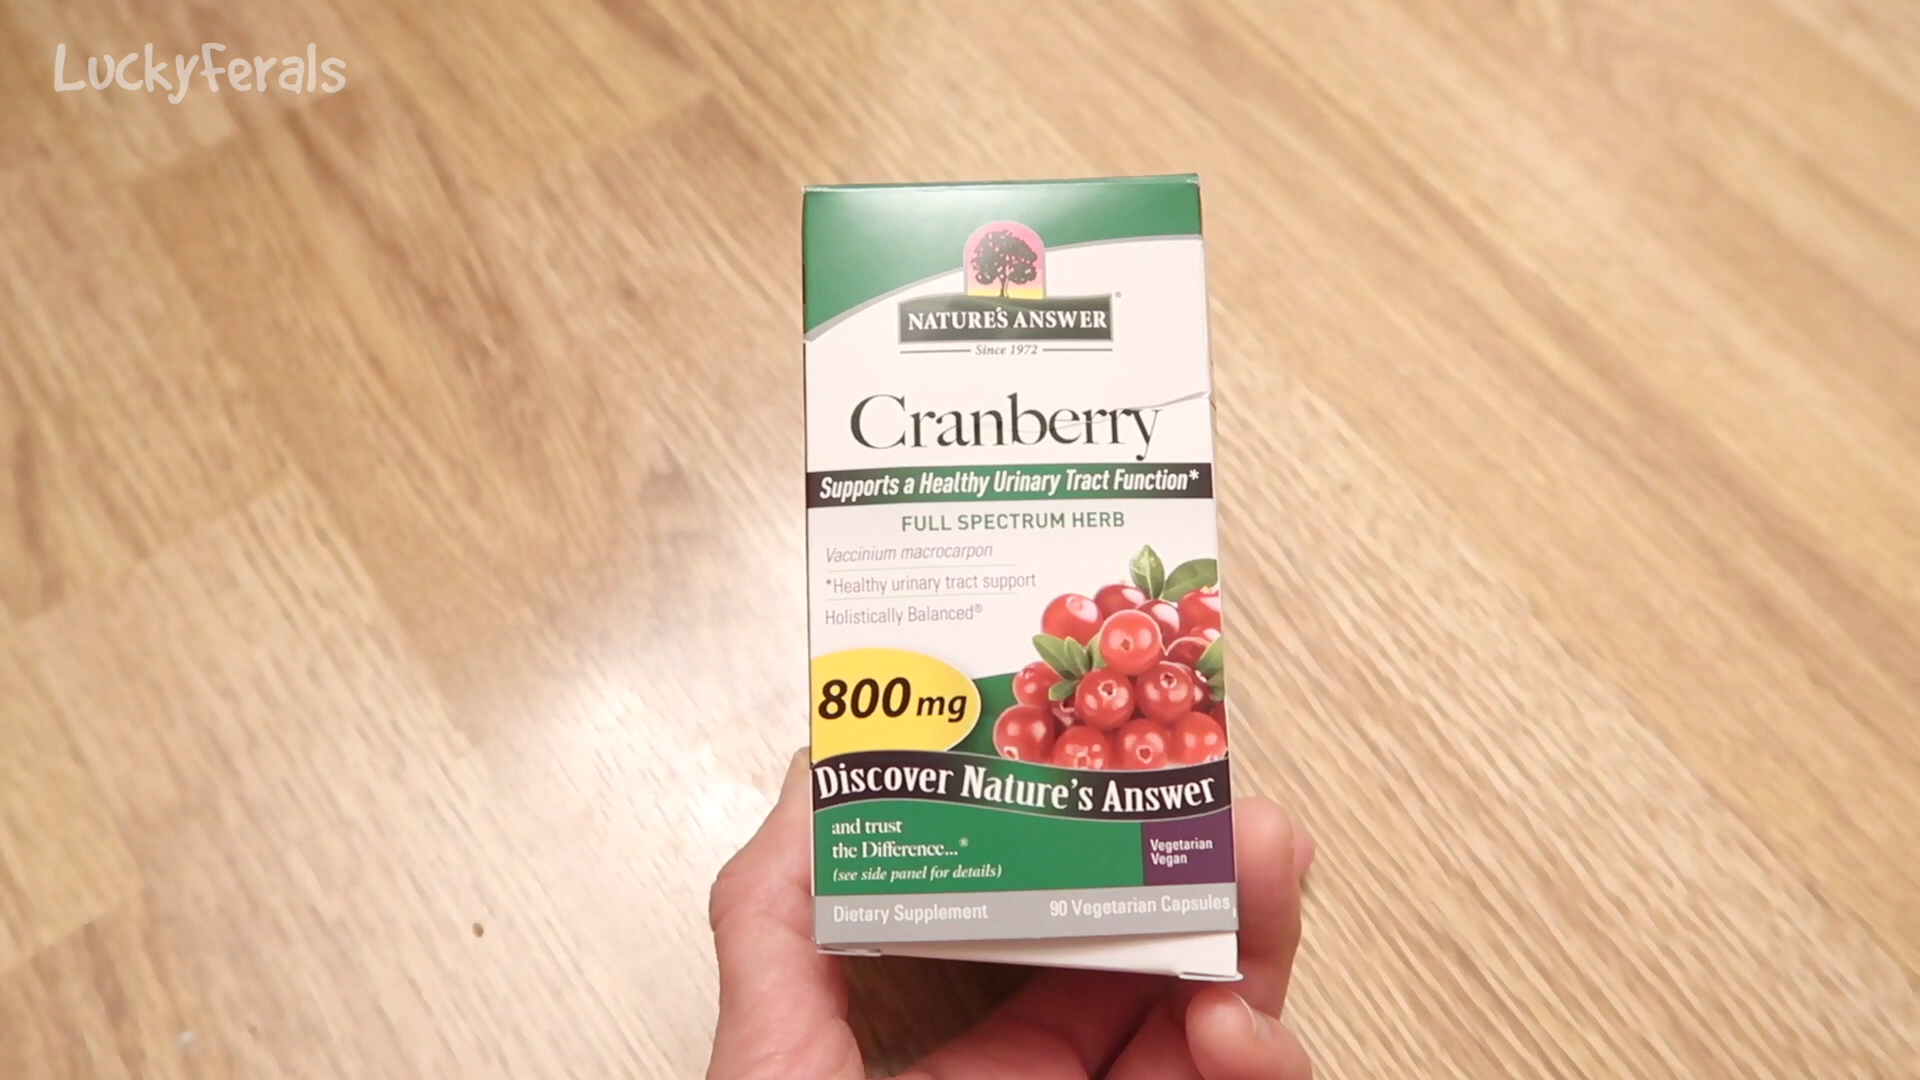 LuckyFerals
NATURE'S ANSWER®
Since 1972
Cranberry
Supports a Healthy Urinary Tract Function*
FULL SPECTRUM HERB
Vaccinium macrocarpon
*Healthy urinary tract support
Holistically Balanced®
800 mg
Discover Nature's Answer
and trust
the Difference...®
(see side panel for details)
Vegetarian
Vegan
Dietary Supplement
90 Vegetarian Capsules